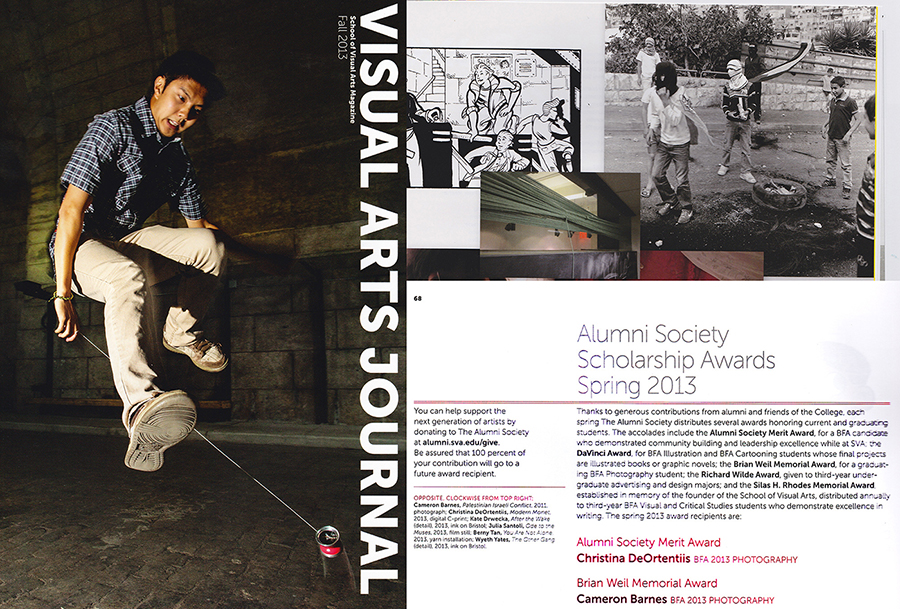 VISUAL ARTS JOURNAL
School of Visual Arts Magazine
Fall 2013
68
Alumni Society
Scholarship Awards
Spring 2013
You can help support the
next generation of artists by
donating to The Alumni Society
at alumni.sva.edu/give.
Be assured that 100 percent of
your contribution will go to a
future award recipient.
OPPOSITE, CLOCKWISE FROM TOP RIGHT:
Cameron Barnes, Palestinian Israeli Conflict, 2011,
photograph; Christina DeOrtentiis, Modern Monet,
2013, digital C-print; Kate Drwecka, After the Wake
(detail), 2013, ink on Bristol; Julia Santoli, Ode to the
Muses, 2013, film still; Berny Tan, You Are Not Alone,
2013, yarn installation; Wyeth Yates, The Other Gang
(detail), 2013, ink on Bristol.
Thanks to generous contributions from alumni and friends of the College, each
spring The Alumni Society distributes several awards honoring current and graduating
students. The accolades include the Alumni Society Merit Award, for a BFA candidate
who demonstrated community building and leadership excellence while at SVA; the
DaVinci Award, for BFA Illustration and BFA Cartooning students whose final projects
are illustrated books or graphic novels; the Brian Weil Memorial Award, for a graduat-
ing BFA Photography student; the Richard Wilde Award, given to third-year under-
graduate advertising and design majors; and the Silas H. Rhodes Memorial Award,
established in memory of the founder of the School of Visual Arts, distributed annually
to third-year BFA Visual and Critical Studies students who demonstrate excellence in
writing. The spring 2013 award recipients are:
Alumni Society Merit Award
Christina DeOrtentiis BFA 2013 PHOTOGRAPHY
Brian Weil Memorial Award
Cameron Barnes BFA 2013 PHOTOGRAPHY